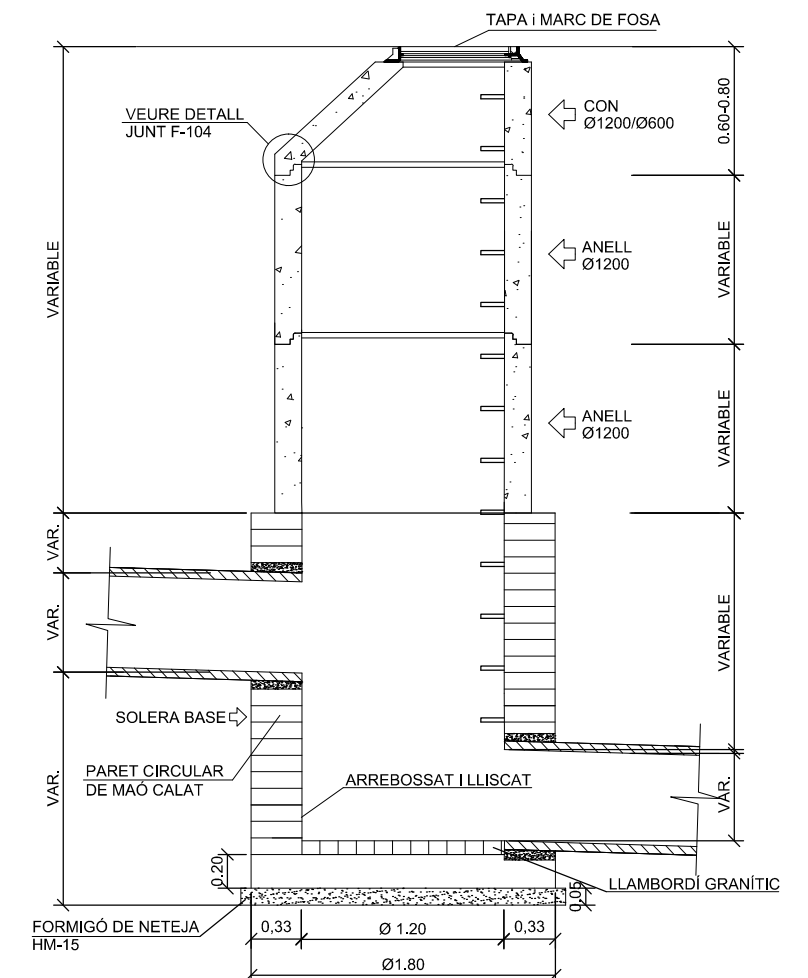 TAPA i MARC DE FOSA
VEURE DETALL
JUNT F-104
CON
Ø1200/Ø600
0.60-0.80
VARIABLE
ANELL
Ø1200
VARIABLE
ANELL
Ø1200
VARIABLE
VAR.
VAR.
VARIABLE
SOLERA BASE
PARET CIRCULAR
DE MAÓ CALAT
ARREBOSSAT I LLISCAT
VAR.
VAR.
0.20
LLAMBORDÍ GRANÍTIC
0,05
FORMIGÓ DE NETEJA
HM-15
0,33
Ø 1.20
0,33
Ø1.80